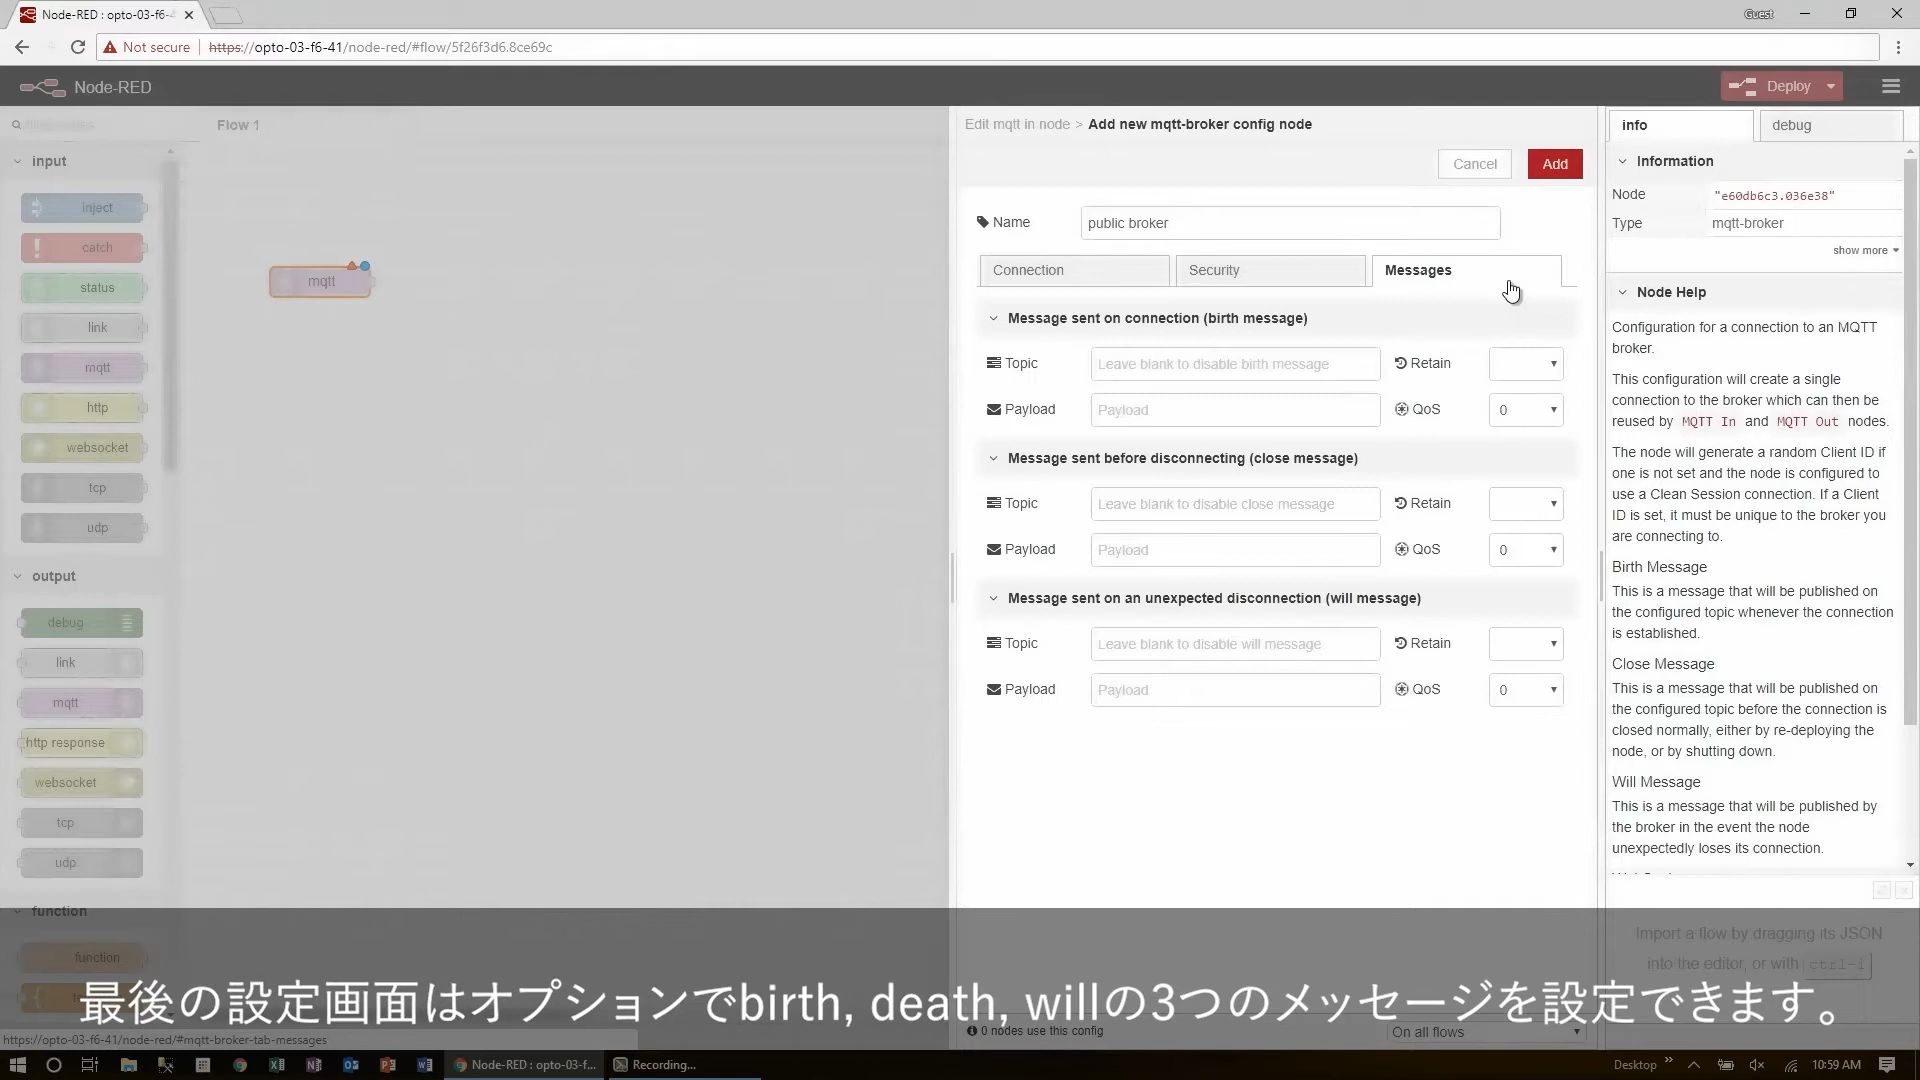 Node-RED : opto-03-f6-4
Guest
Not secure
https://opto-03-f6-41/node-red/#flow/5f26f3d6.8ce69c
Node-RED
Deploy
Flow 1
input
inject
catch
status
link
mqtt
http
websocket
tcp
udp
output
debug
link
mqtt
http response
websocket
tcp
udp
function
function
mqtt
Edit mqtt in node > Add new mqtt-broker config node
Cancel
Add
Name
public broker
Connection
Security
Messages
Message sent on connection (birth message)
Topic
Leave blank to disable birth message
Retain
Payload
Payload
QoS
0
Message sent before disconnecting (close message)
Topic
Leave blank to disable close message
Retain
Payload
Payload
QoS
0
Message sent on an unexpected disconnection (will message)
Topic
Leave blank to disable will message
Retain
Payload
Payload
QoS
0
0 nodes use this config
On all flows
info
debug
Information
Node
"e60db6c3.036e38"
Type
mqtt-broker
show more
Node Help
Configuration for a connection to an MQTT
broker.
This configuration will create a single
connection to the broker which can then be
reused by MQTT In and MQTT Out nodes.
The node will generate a random Client ID if
one is not set and the node is configured to
use a Clean Session connection. If a Client
ID is set, it must be unique to the broker you
are connecting to.
Birth Message
This is a message that will be published on
the configured topic whenever the connection
is established.
Close Message
This is a message that will be published on
the configured topic before the connection is
closed normally, either by re-deploying the
node, or by shutting down.
Will Message
This is a message that will be published by
the broker in the event the node
unexpectedly loses its connection.
Import a flow by dragging its JSON
into the editor, or with ctrl-i
最後の設定画面はオプションでbirth, death, willの3つのメッセージを設定できます。
https://opto-03-f6-41/node-red/#mqtt-broker-tab-messages
Node-RED : opto-03-f...
Recording...
Desktop
10:59 AM